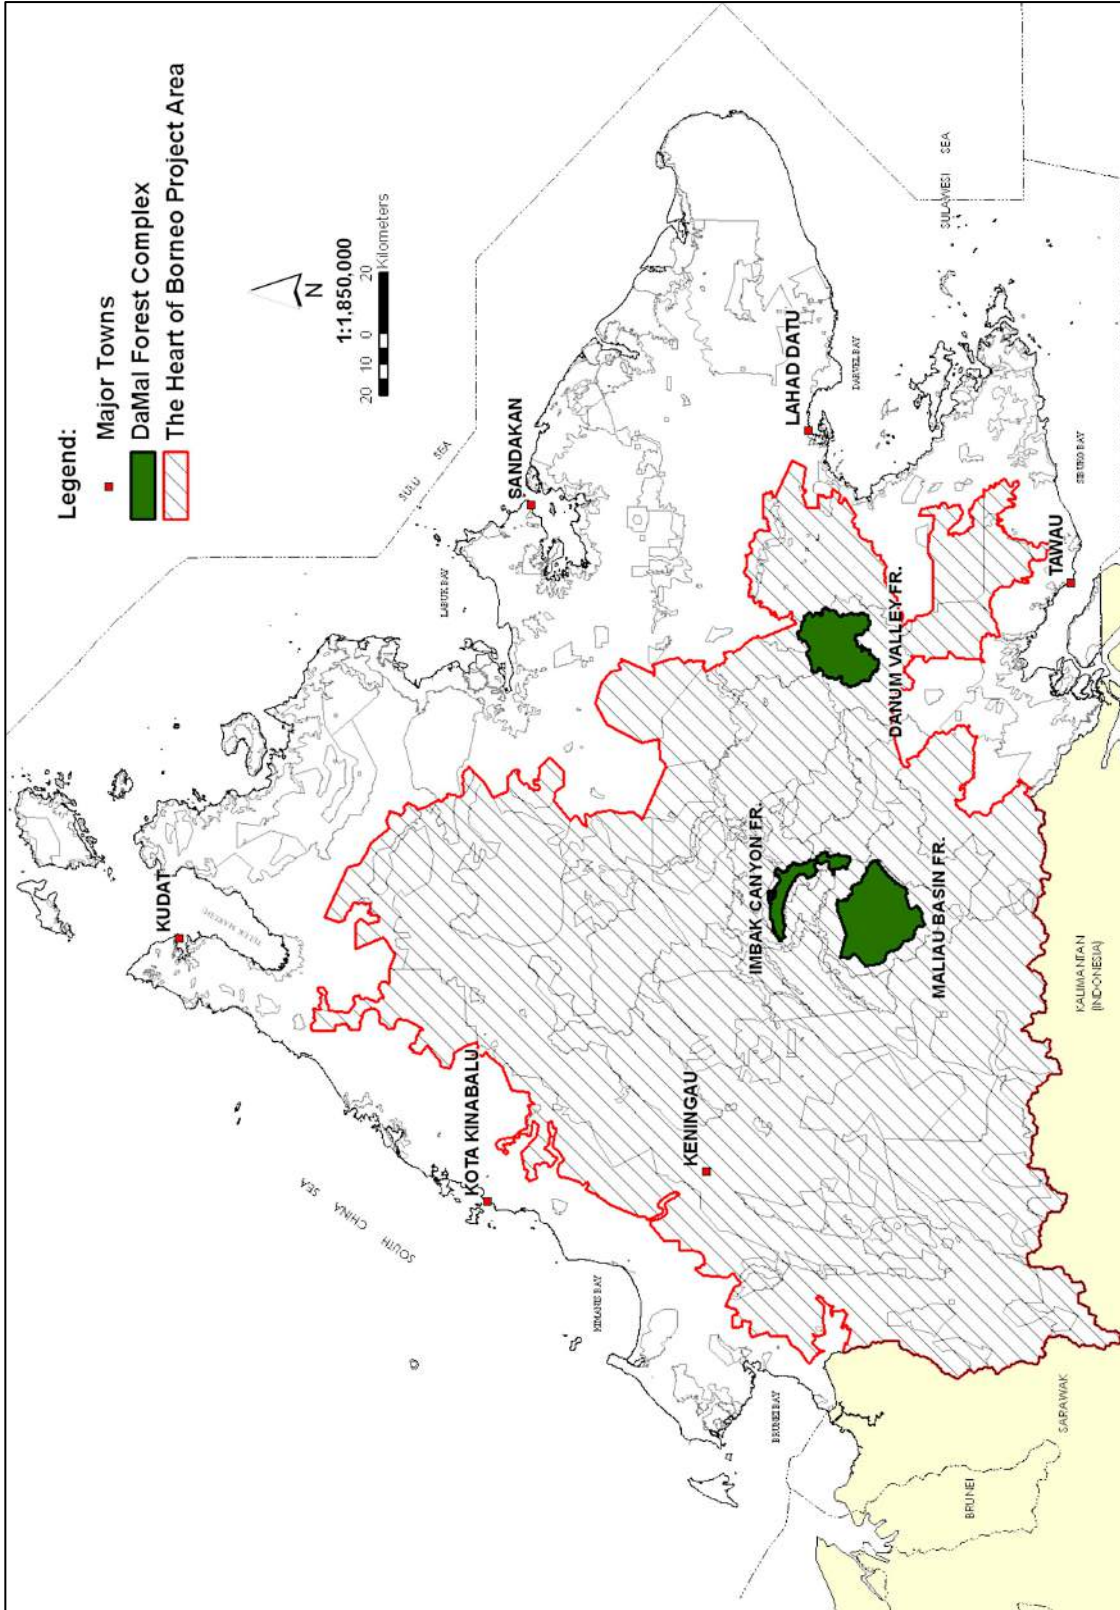 Legend:
Major Towns
DaMal Forest Complex
The Heart of Borneo Project Area
N
1:1.850,000
20 10 0 20 Kilometers
SULU SEA
KUDAT
TELUK MARUDU
LABUK BAY
SANDAKAN
SOUTH CHINA SEA
KOTA KINABALU
KIMANIS BAY
KENINGAU
BRUNEI BAY
LAHAD DATU
DARVEL BAY
IMBAK CANYON FR.
DANUM VALLEY FR.
MALIAU BASIN FR.
SULAWESI SEA
TAWAU
SIBUKO BAY
BRUNEI
SARAWAK
KALIMANTAN
(INDONESIA)